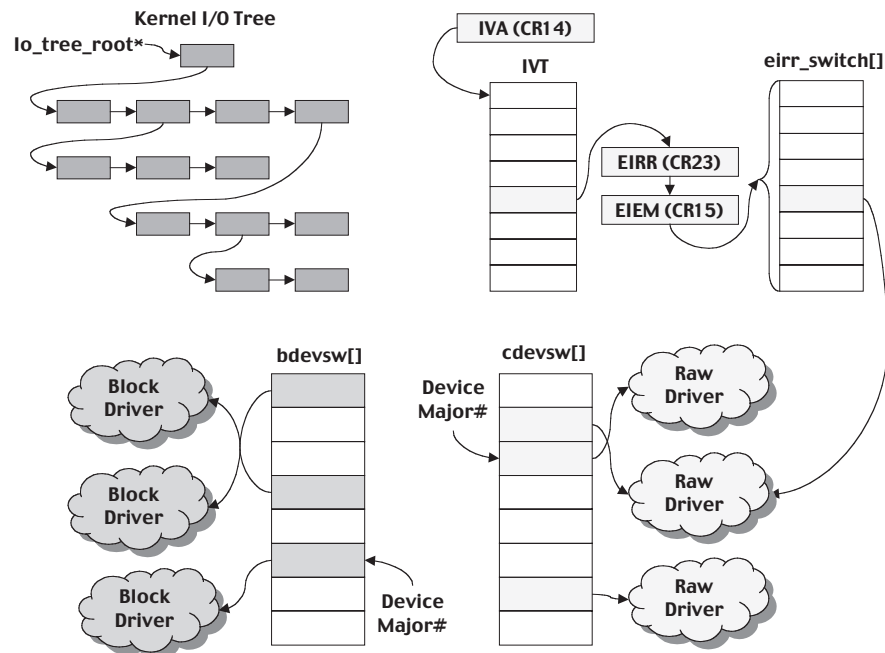 Kernel I/O Tree
Io_tree_root*
IVA (CR14)
IVT
eirr_switch[]
EIRR (CR23)
EIEM (CR15)
bdevsw[]
Block
Driver
Block
Driver
Block
Driver
Device
Major#
cdevsw[]
Device
Major#
Raw
Driver
Raw
Driver
Raw
Driver